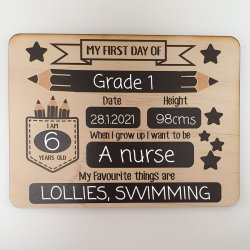 MY FIRST DAY OF
Grade 1
Date Height
28.1.2021 98cms
I AM
6
YEARS OLD
When I grow up I want to be
A nurse
My Favourite things are
LOLLIES, SWIMMING